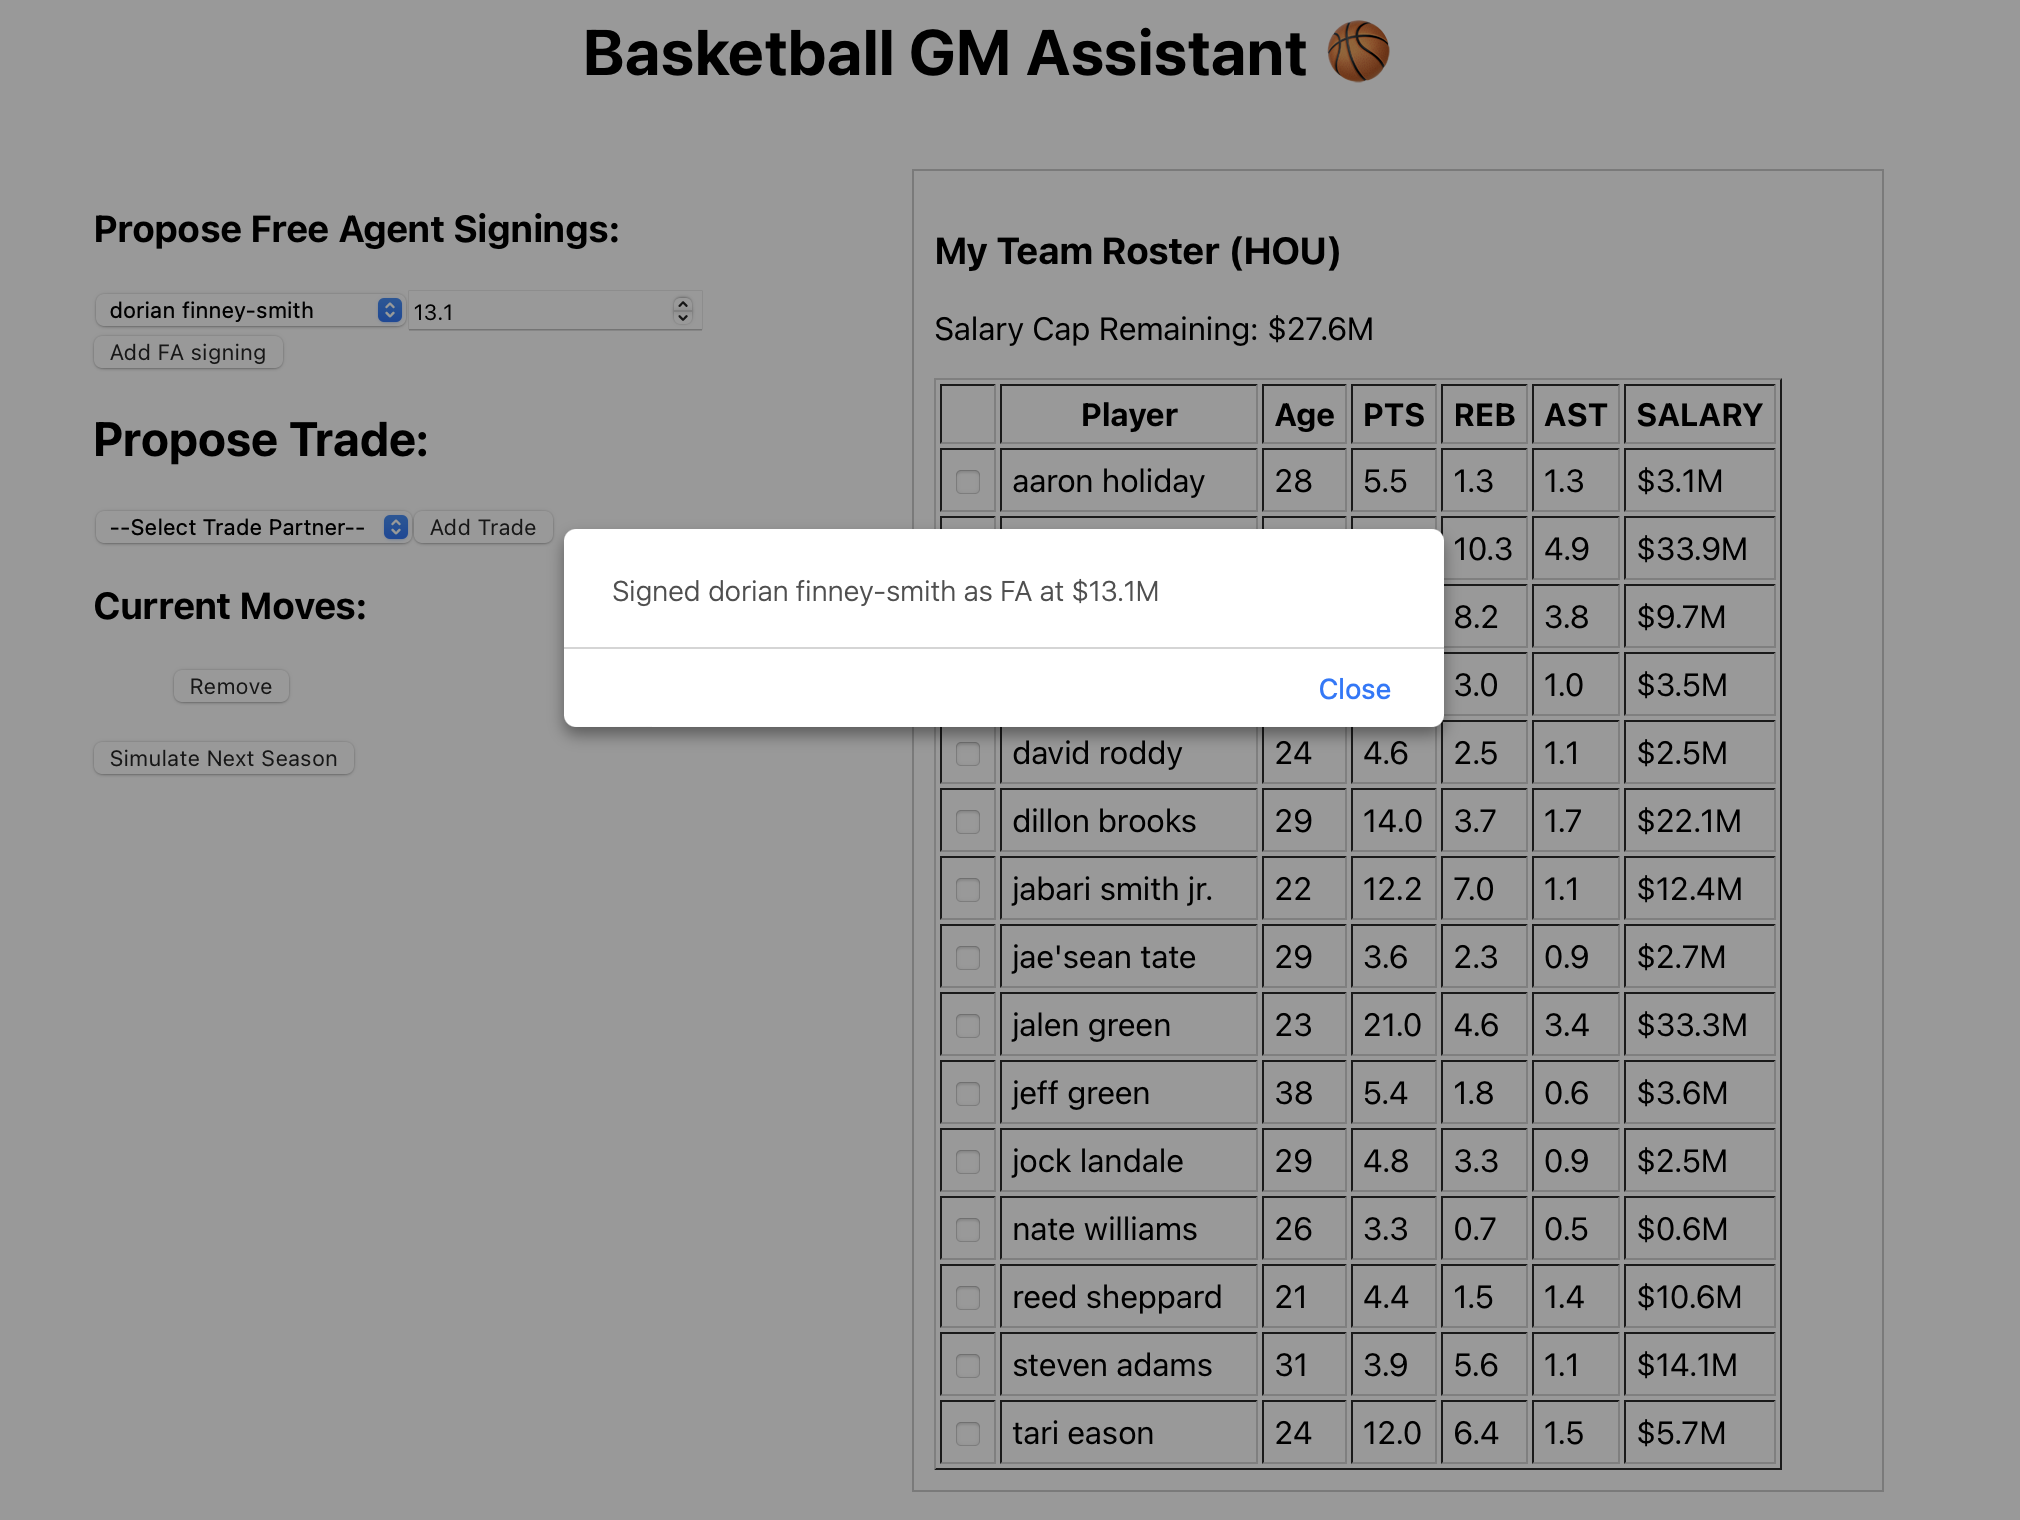 Basketball GM Assistant 🏀
Propose Free Agent Signings:
dorian finney-smith 13.1
Add FA signing
Propose Trade:
--Select Trade Partner-- Add Trade
Current Moves:
Remove
Simulate Next Season
My Team Roster (HOU)
Salary Cap Remaining: $27.6M
Player Age PTS REB AST SALARY
aaron holiday 28 5.5 1.3 1.3 $3.1M
10.3 4.9 $33.9M
8.2 3.8 $9.7M
3.0 1.0 $3.5M
david roddy 24 4.6 2.5 1.1 $2.5M
dillon brooks 29 14.0 3.7 1.7 $22.1M
jabari smith jr. 22 12.2 7.0 1.1 $12.4M
jae'sean tate 29 3.6 2.3 0.9 $2.7M
jalen green 23 21.0 4.6 3.4 $33.3M
jeff green 38 5.4 1.8 0.6 $3.6M
jock landale 29 4.8 3.3 0.9 $2.5M
nate williams 26 3.3 0.7 0.5 $0.6M
reed sheppard 21 4.4 1.5 1.4 $10.6M
steven adams 31 3.9 5.6 1.1 $14.1M
tari eason 24 12.0 6.4 1.5 $5.7M
Signed dorian finney-smith as FA at $13.1M
Close